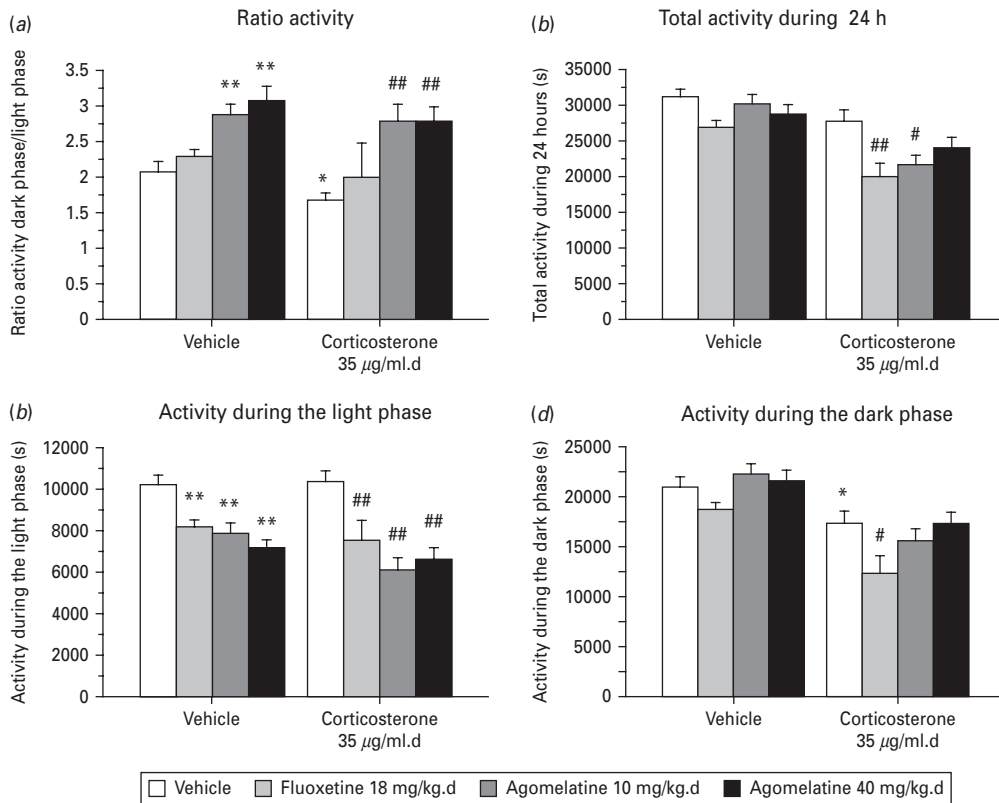 (a) Ratio activity
Ratio activity dark phase/light phase
3.5
3
2.5
2
1.5
1
0.5
0
**
**
*
##
##
Vehicle
Corticosterone
35 μg/ml.d
(b) Total activity during 24 h
Total activity during 24 hours (s)
35000
30000
25000
20000
15000
10000
5000
0
##
#
Vehicle
Corticosterone
35 μg/ml.d
(b) Activity during the light phase
Activity during the light phase (s)
12000
10000
8000
6000
4000
2000
0
**
**
**
##
##
##
Vehicle
Corticosterone
35 μg/ml.d
(d) Activity during the dark phase
Activity during the dark phase (s)
25000
20000
15000
10000
5000
0
*
#
Vehicle
Corticosterone
35 μg/ml.d
Vehicle Fluoxetine 18 mg/kg.d Agomelatine 10 mg/kg.d Agomelatine 40 mg/kg.d